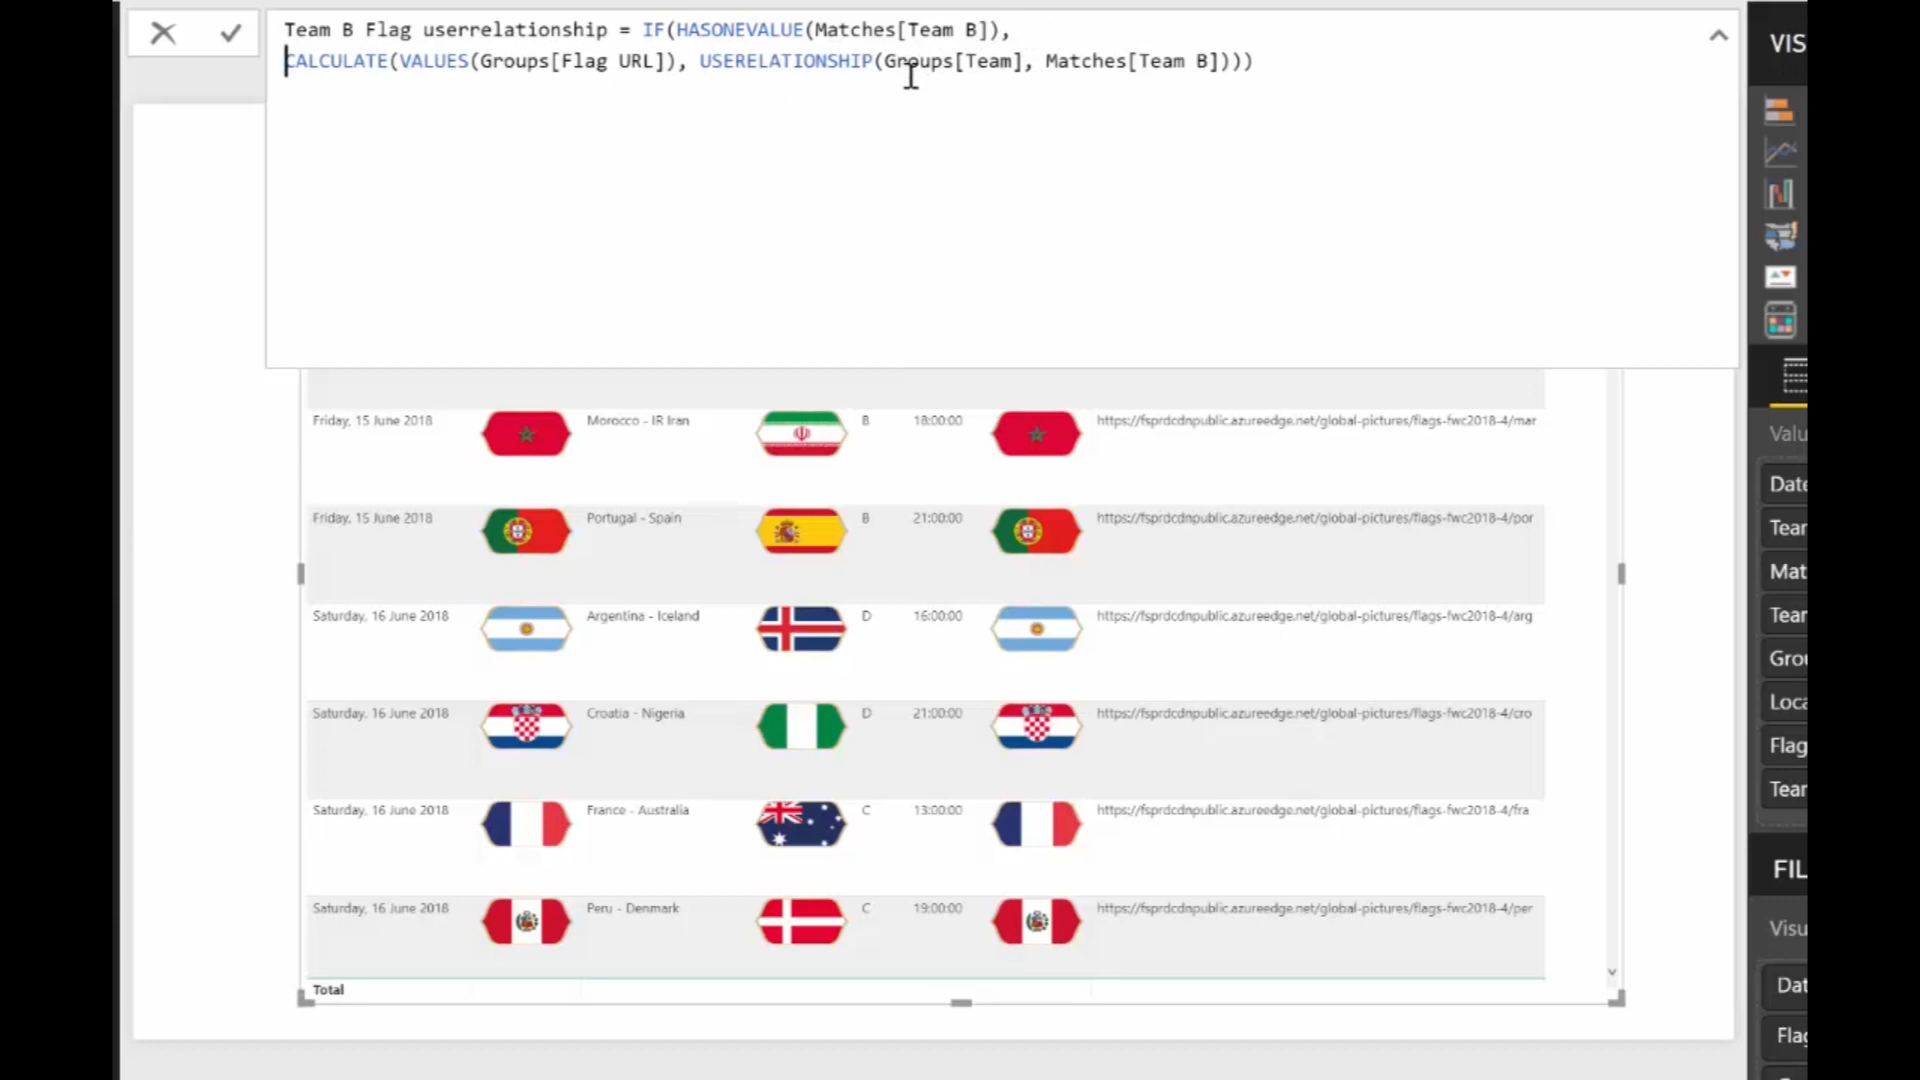 Team B Flag userrelationship = IF(HASONEVALUE(Matches[Team B]),
CALCULATE(VALUES(Groups[Flag URL]), USERELATIONSHIP(Groups[Team], Matches[Team B])))
VIS
Friday, 15 June 2018 Morocco - IR Iran B 18:00:00 https://fsprdcdnpublic.azureedge.net/global-pictures/flags-fwc2018-4/mar
Friday, 15 June 2018 Portugal - Spain B 21:00:00 https://fsprdcdnpublic.azureedge.net/global-pictures/flags-fwc2018-4/por
Saturday, 16 June 2018 Argentina - Iceland D 16:00:00 https://fsprdcdnpublic.azureedge.net/global-pictures/flags-fwc2018-4/arg
Saturday, 16 June 2018 Croatia - Nigeria D 21:00:00 https://fsprdcdnpublic.azureedge.net/global-pictures/flags-fwc2018-4/cro
Saturday, 16 June 2018 France - Australia C 13:00:00 https://fsprdcdnpublic.azureedge.net/global-pictures/flags-fwc2018-4/fra
Saturday, 16 June 2018 Peru - Denmark C 19:00:00 https://fsprdcdnpublic.azureedge.net/global-pictures/flags-fwc2018-4/per
Total
Valu
Date
Tear
Mat
Tear
Grou
Loca
Flag
Tear
FIL
Visu
Dat
Flag